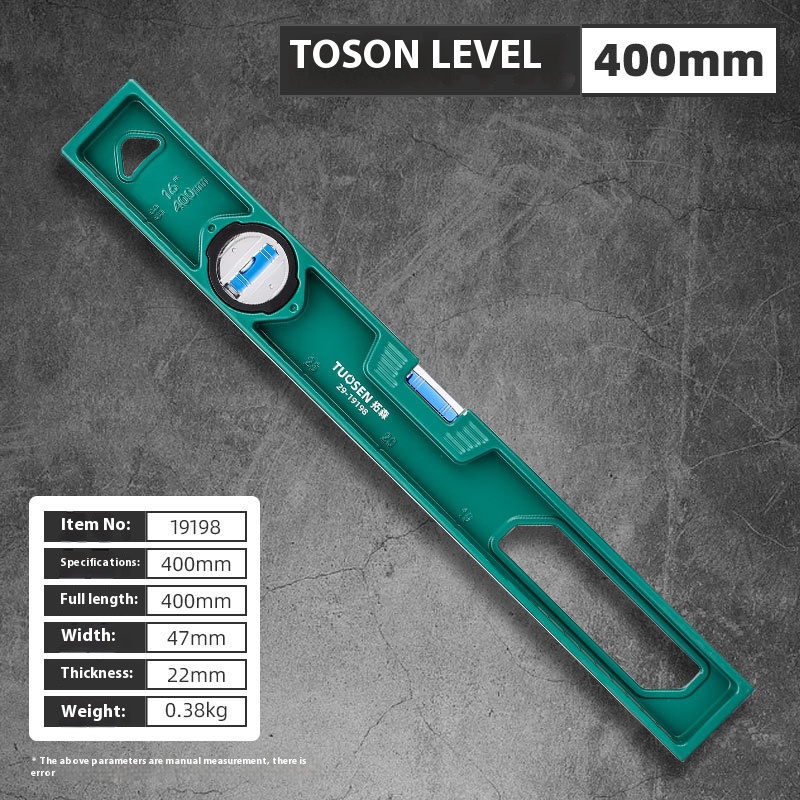 TOSON LEVEL
400mm
16"
400mm
TUOSEN 拓森
29-19198
Item No: 19198
Specifications: 400mm
Full length: 400mm
Width: 47mm
Thickness: 22mm
Weight: 0.38kg
* The above parameters are manual measurement, there is
error